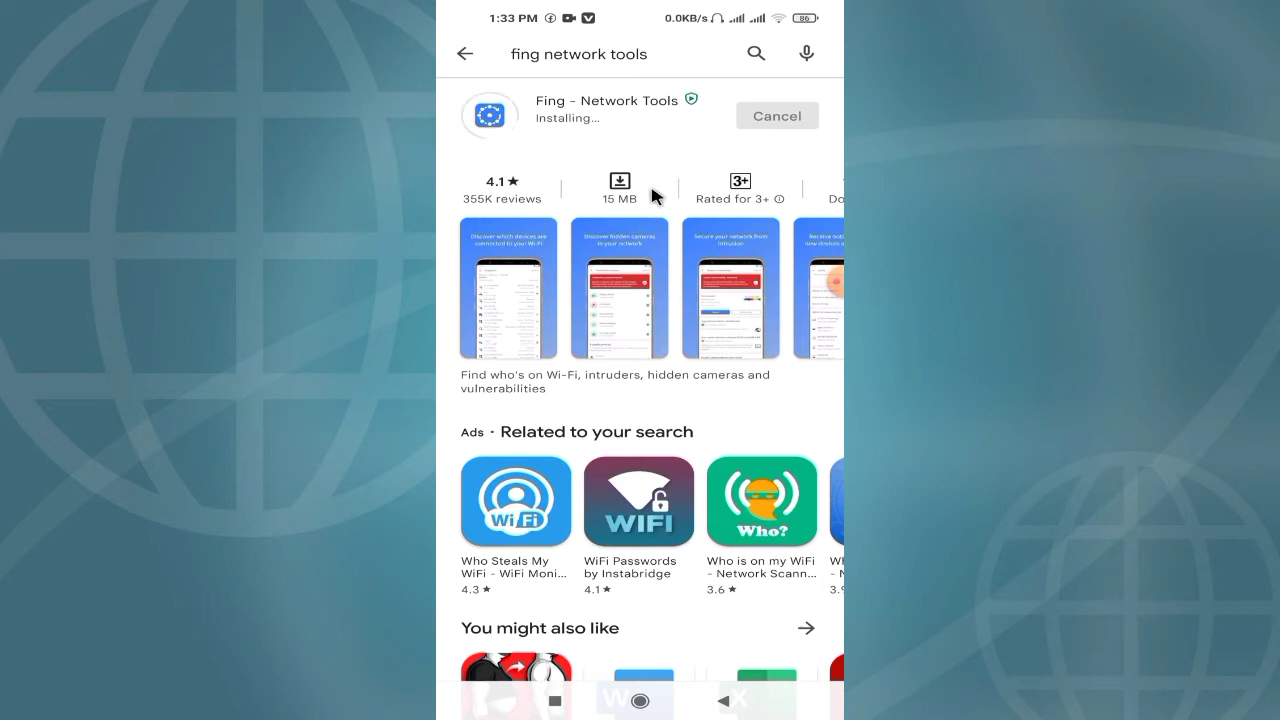 1:33 PM
0.0KB/s
86
fing network tools
Fing - Network Tools
Installing...
Cancel
4.1★
15 MB
3+
355K reviews
Rated for 3+
Do
Discover which devices are
connected to your Wi-Fi
Discover hidden cameras
in your network
Secure your network from
intrusion
Find who's on Wi-Fi, intruders, hidden cameras and
vulnerabilities
Ads · Related to your search
WiFi
WIFI
Who?
Who Steals My
WiFi - WiFi Moni...
4.3★
WiFi Passwords
by Instabridge
4.1★
Who is on my WiFi
- Network Scann...
3.6★
You might also like
W
X